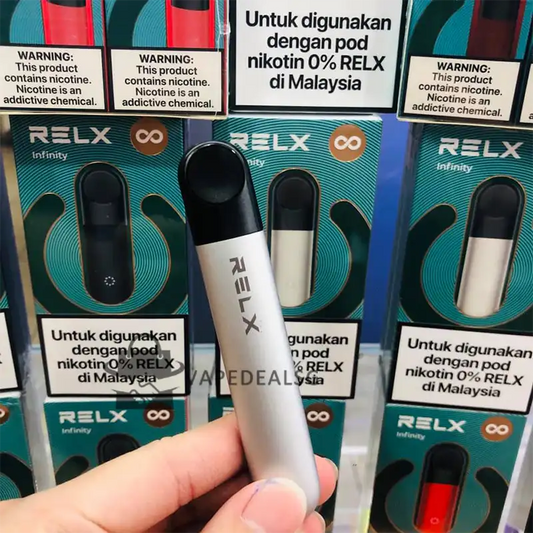 WARNING:
This product
contains nicotine.
Nicotine is an
addictive chemical.
WARNING:
This product
contains nicotine.
Nicotine is an
addictive chemical.
Untuk digunakan
dengan pod
nikotin 0% RELX
di Malaysia
WARNING:
This product
contains nicotine.
Nicotine is an
addictive chemical.
RELX
Infinity
RELX
Infinity
RELX
Infinity
RELX
Untuk digunakan
dengan pod
nikotin 0% RELX
di Malaysia
Untuk digunakan
dengan pod
nikotin 0% RELX
di Malaysia
VAPEDEALS
RELX
Infinity
RELX
Infinity